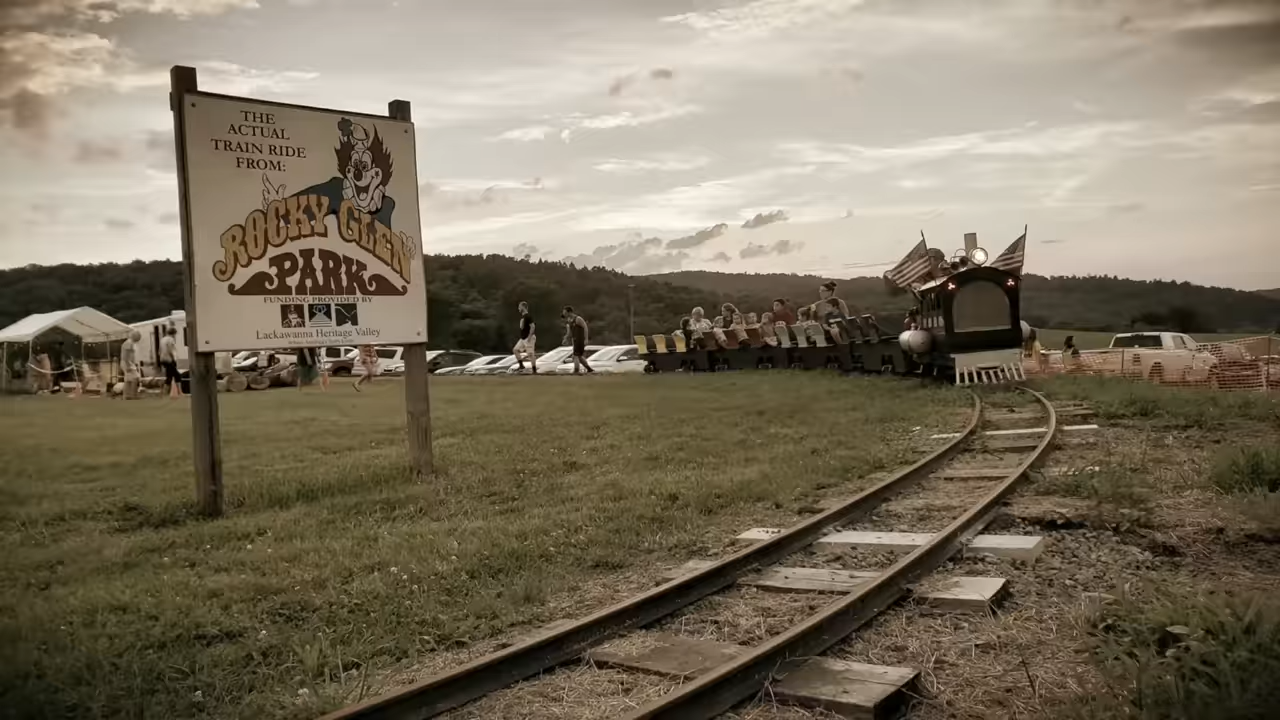 THE
ACTUAL
TRAIN RIDE
FROM:
ROCKY GLEN
PARK
FUNDING PROVIDED BY
Lackawanna Heritage Valley